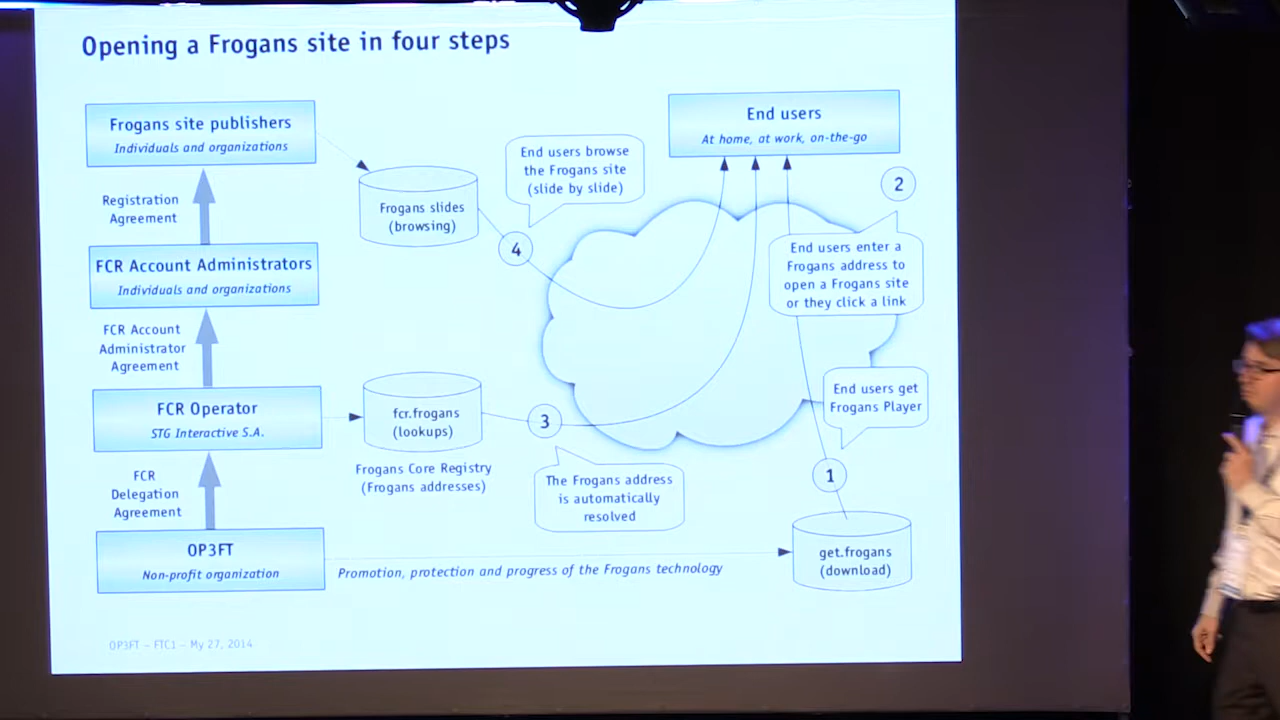 Opening a Frogans site in four steps
Frogans site publishers
Individuals and organizations
Registration
Agreement
FCR Account Administrators
Individuals and organizations
FCR Account
Administrator
Agreement
FCR Operator
STG Interactive S.A.
FCR
Delegation
Agreement
OP3FT
Non-profit organization
Frogans slides
(browsing)
End users browse
the Frogans site
(slide by slide)
4
End users
At home, at work, on-the-go
2
End users enter a
Frogans address to
open a Frogans site
or they click a link
fcr.frogans
(lookups)
Frogans Core Registry
(Frogans addresses)
3
The Frogans address
is automatically
resolved
End users get
Frogans Player
1
get.frogans
(download)
Promotion, protection and progress of the Frogans technology
OP3FT – FTC1 – My 27, 2014